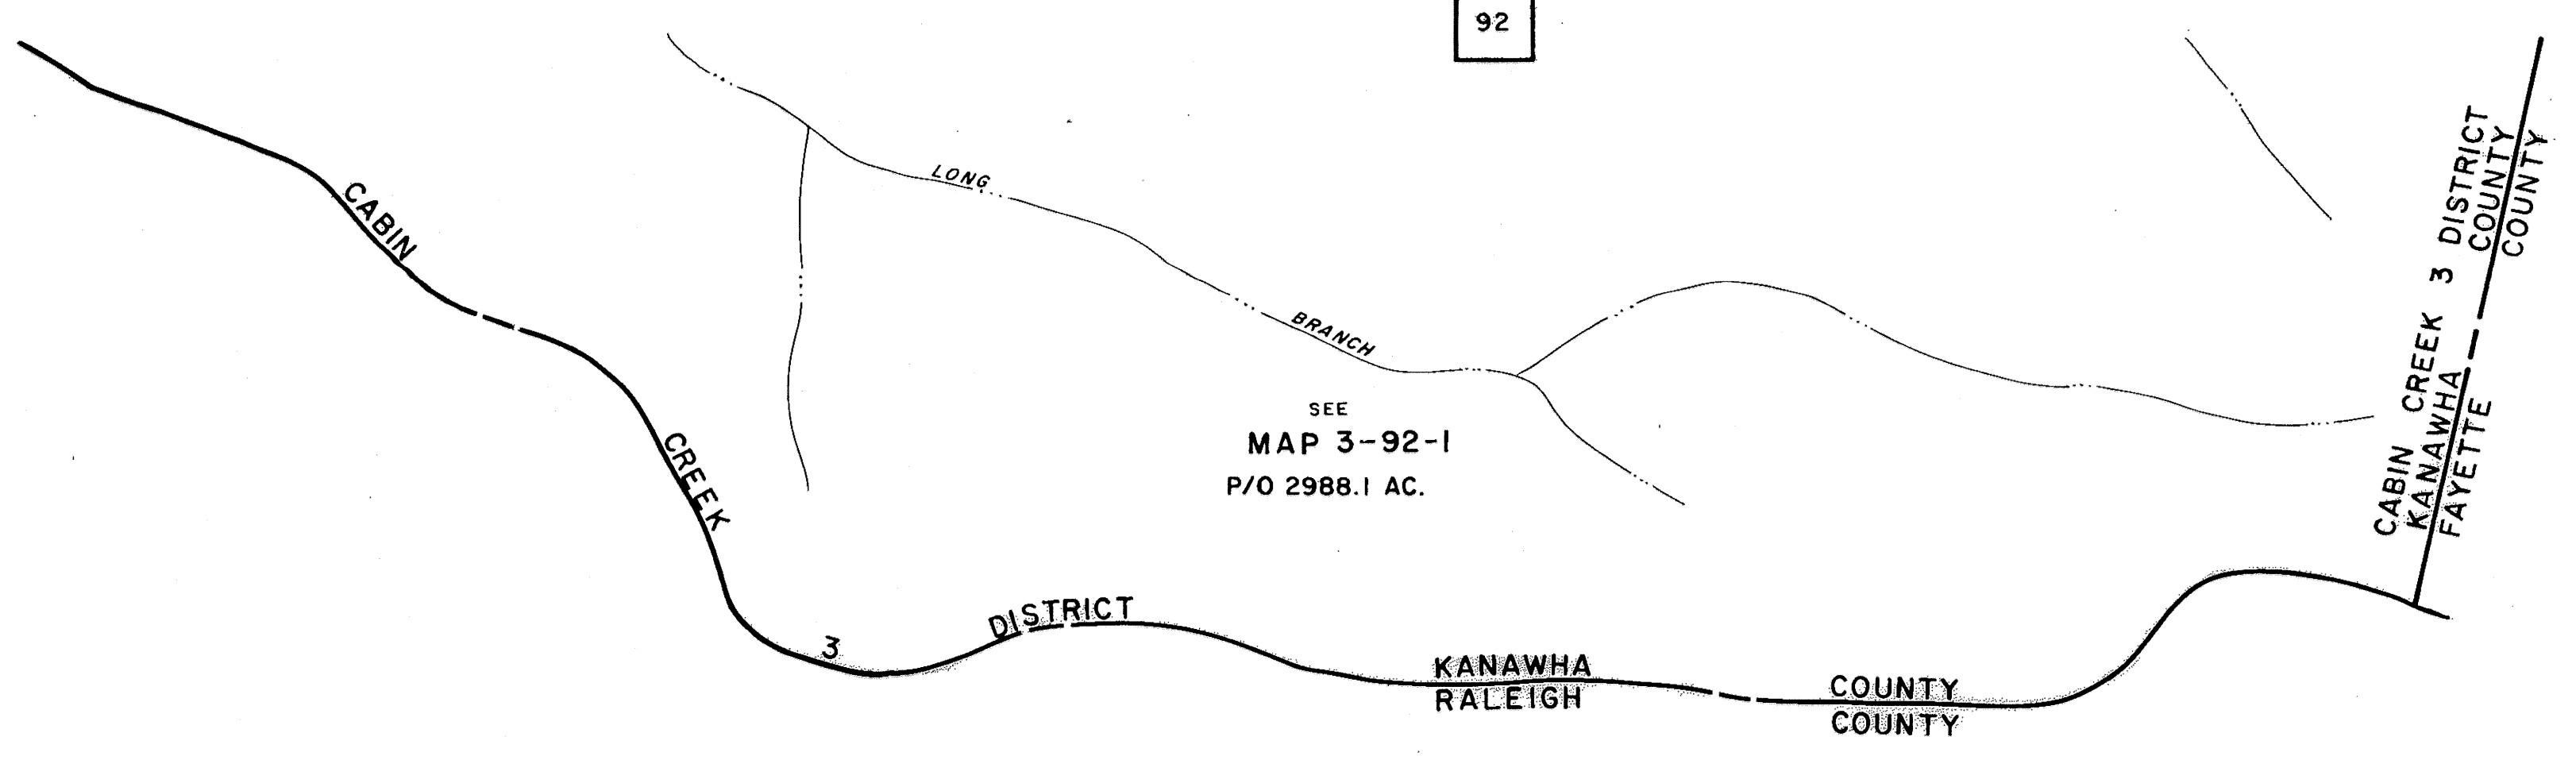 92
LONG
BRANCH
CABIN
CREEK
3
DISTRICT
SEE
MAP 3-92-1
P/O 2988.1 AC.
KANAWHA COUNTY
RALEIGH COUNTY
CABIN CREEK 3 DISTRICT
KANAWHA COUNTY
FAYETTE COUNTY